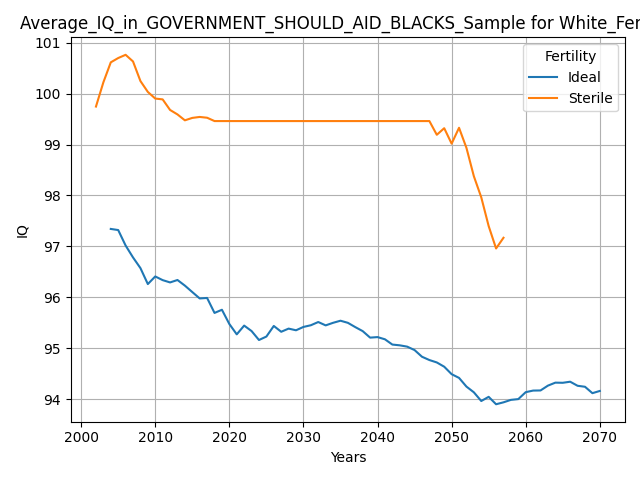 Average_IQ_in_GOVERNMENT_SHOULD_AID_BLACKS_Sample for White_Fer
Fertility
Ideal
Sterile
101
100
99
98
97
96
95
94
IQ
2000 2010 2020 2030 2040 2050 2060 2070
Years